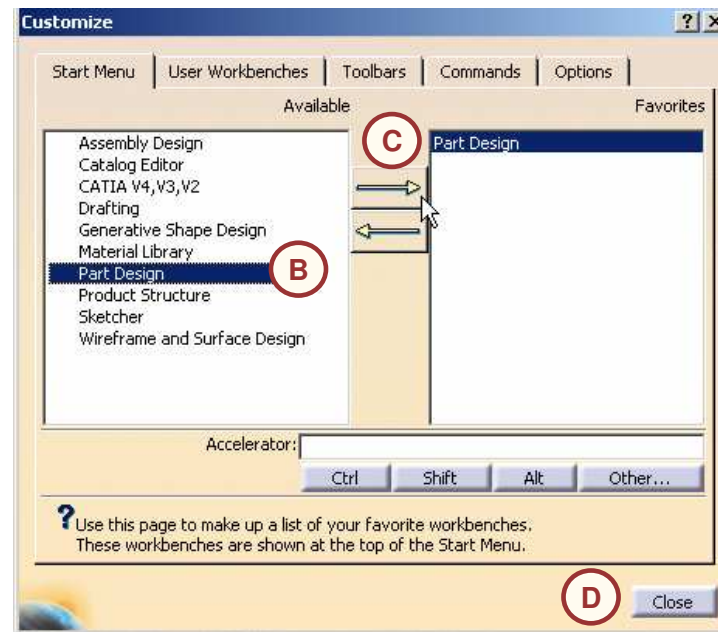 Customize
Start Menu
User Workbenches
Toolbars
Commands
Options
Available
Favorites
Assembly Design
Catalog Editor
CATIA V4,V3,V2
Drafting
Generative Shape Design
Material Library
Part Design
Product Structure
Sketcher
Wireframe and Surface Design
B
C
Part Design
Accelerator:
Ctrl
Shift
Alt
Other...
? Use this page to make up a list of your favorite workbenches.
These workbenches are shown at the top of the Start Menu.
D
Close